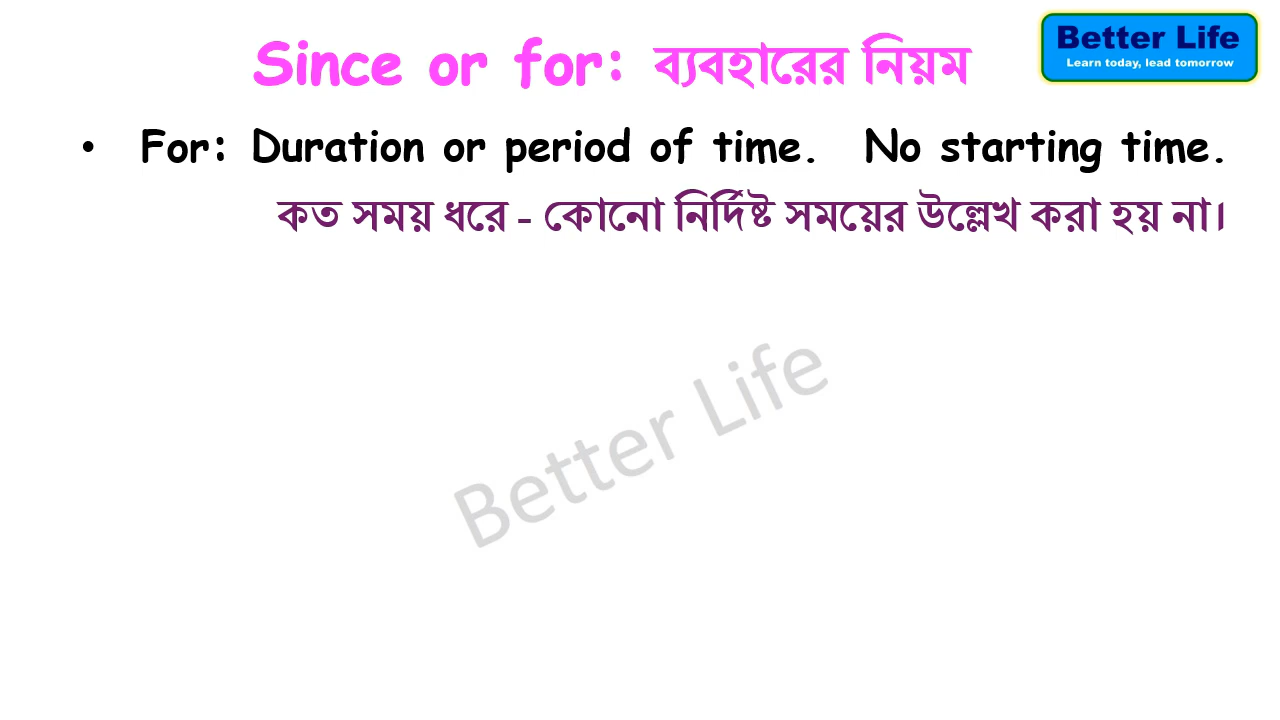 Since or for: ব্যবহারের নিয়ম
Better Life
Learn today, lead tomorrow
• For: Duration or period of time. No starting time.
কত সময় ধরে - কোনো নির্দিষ্ট সময়ের উল্লেখ করা হয় না।
Better Life